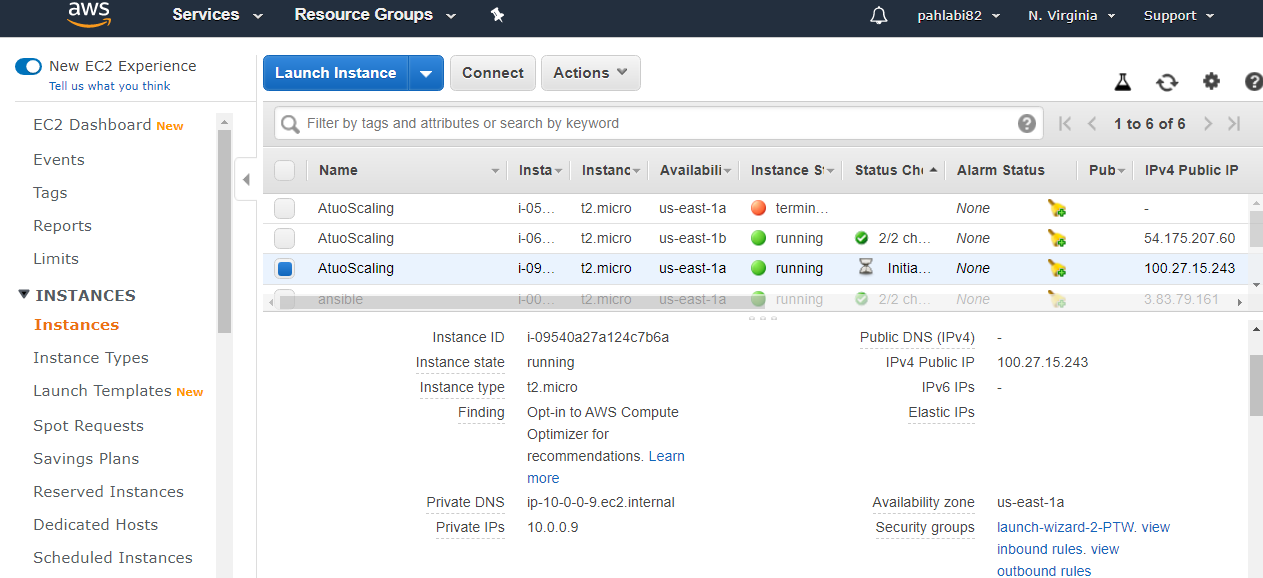 aws
Services
Resource Groups
pahlabi82
N. Virginia
Support
New EC2 Experience
Tell us what you think
Launch Instance
Connect
Actions
EC2 Dashboard New
Events
Tags
Reports
Limits
INSTANCES
Instances
Instance Types
Launch Templates New
Spot Requests
Savings Plans
Reserved Instances
Dedicated Hosts
Scheduled Instances
Filter by tags and attributes or search by keyword
1 to 6 of 6
Name Insta Instanc Availabili Instance S Status Che Alarm Status Pub IPv4 Public IP
AtuoScaling i-05... t2.micro us-east-1a termin... None -
AtuoScaling i-06... t2.micro us-east-1b running 2/2 ch... None 54.175.207.60
AtuoScaling i-09... t2.micro us-east-1a running Initia... None 100.27.15.243
ansible i-00... t2.micro us-east-1a running 2/2 ch... None 3.83.79.161
Instance ID i-09540a27a124c7b6a
Instance state running
Instance type t2.micro
Finding Opt-in to AWS Compute
Optimizer for
recommendations. Learn
more
Private DNS ip-10-0-0-9.ec2.internal
Private IPs 10.0.0.9
Public DNS (IPv4) -
IPv4 Public IP 100.27.15.243
IPv6 IPs -
Elastic IPs
Availability zone us-east-1a
Security groups launch-wizard-2-PTW. view
inbound rules. view
outbound rules